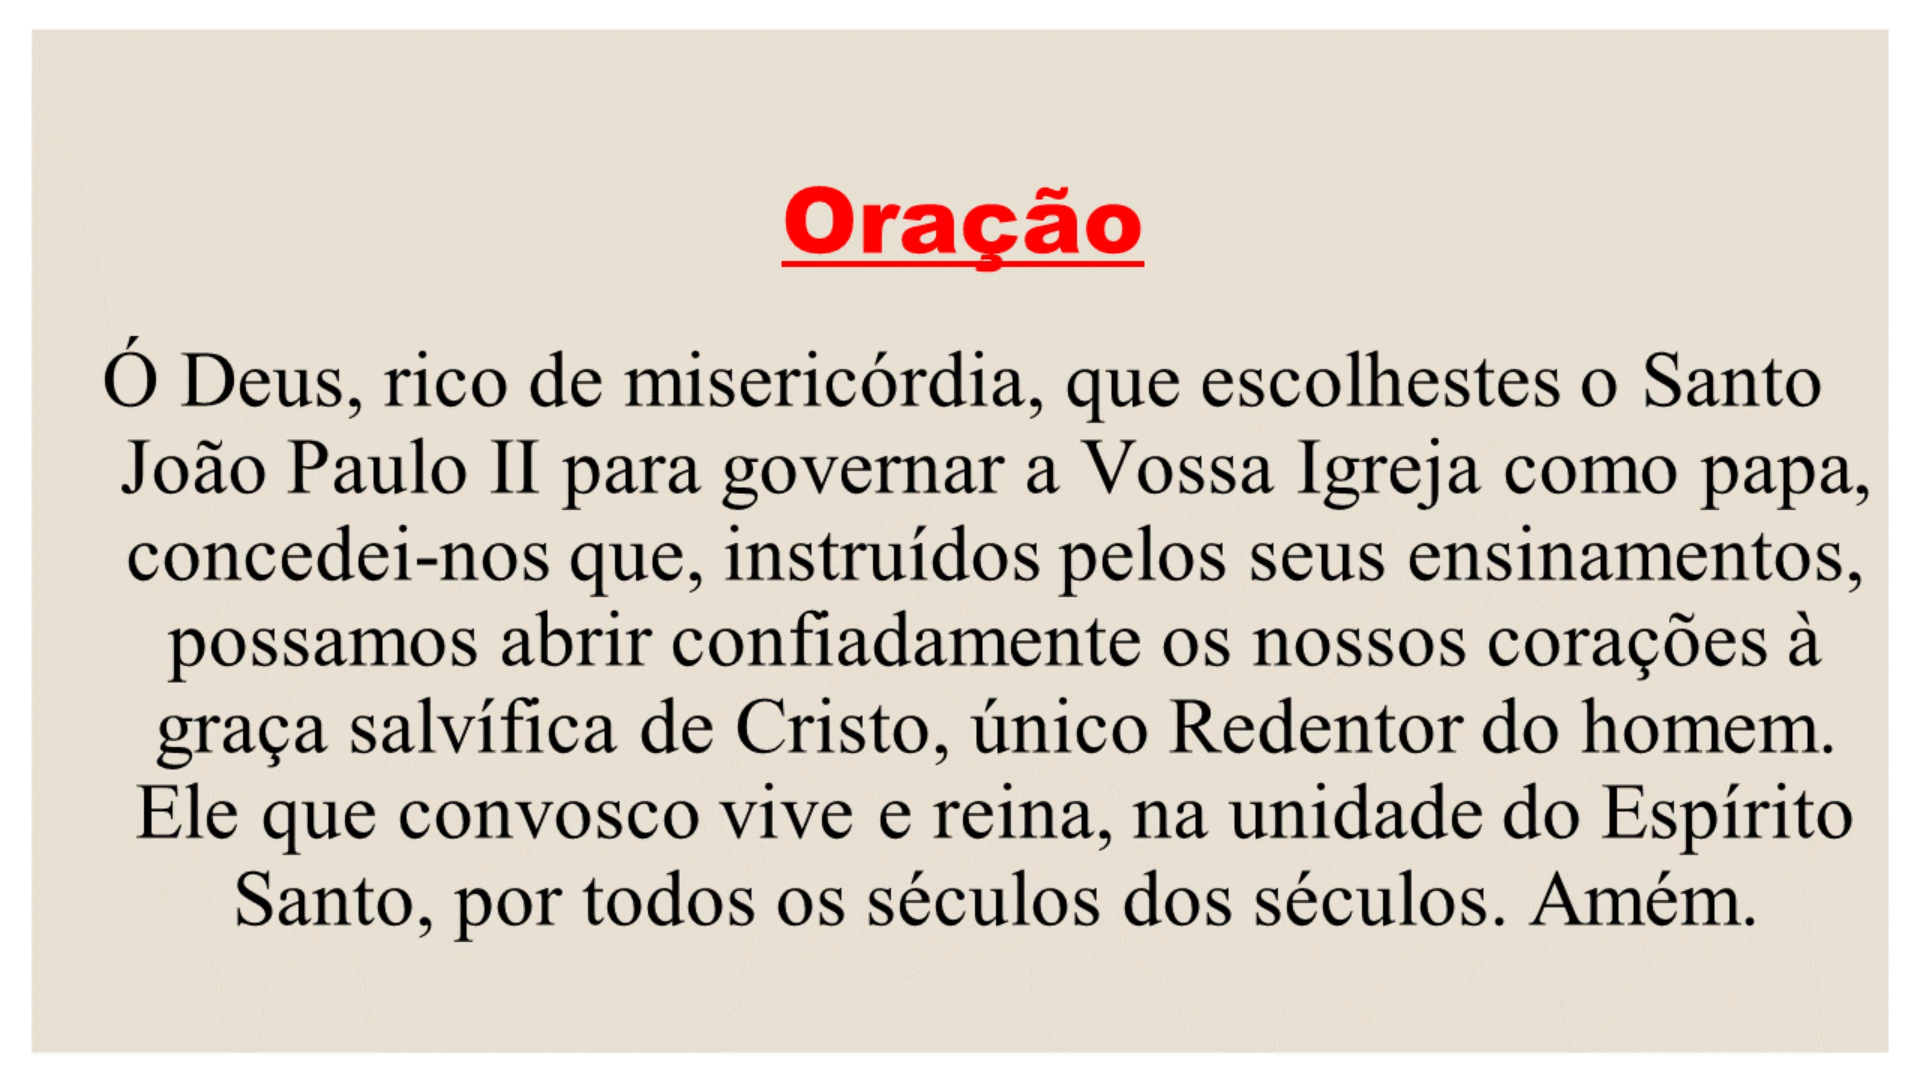 Oração
Ó Deus, rico de misericórdia, que escolhestes o Santo
João Paulo II para governar a Vossa Igreja como papa,
concedei-nos que, instruídos pelos seus ensinamentos,
possamos abrir confiadamente os nossos corações à
graça salvífica de Cristo, único Redentor do homem.
Ele que convosco vive e reina, na unidade do Espírito
Santo, por todos os séculos dos séculos. Amém.